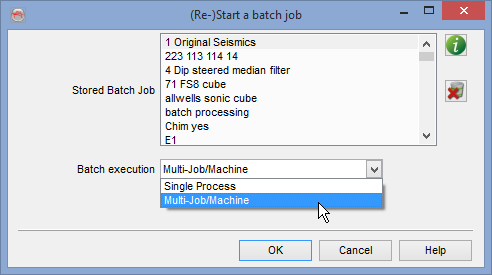 (Re-)Start a batch job
Stored Batch Job
1 Original Seismics
223 113 114 14
4 Dip steered median filter
71 FS8 cube
allwells sonic cube
batch processing
Chim yes
E1
Batch execution
Multi-Job/Machine
Single Process
Multi-Job/Machine
OK
Cancel
Help